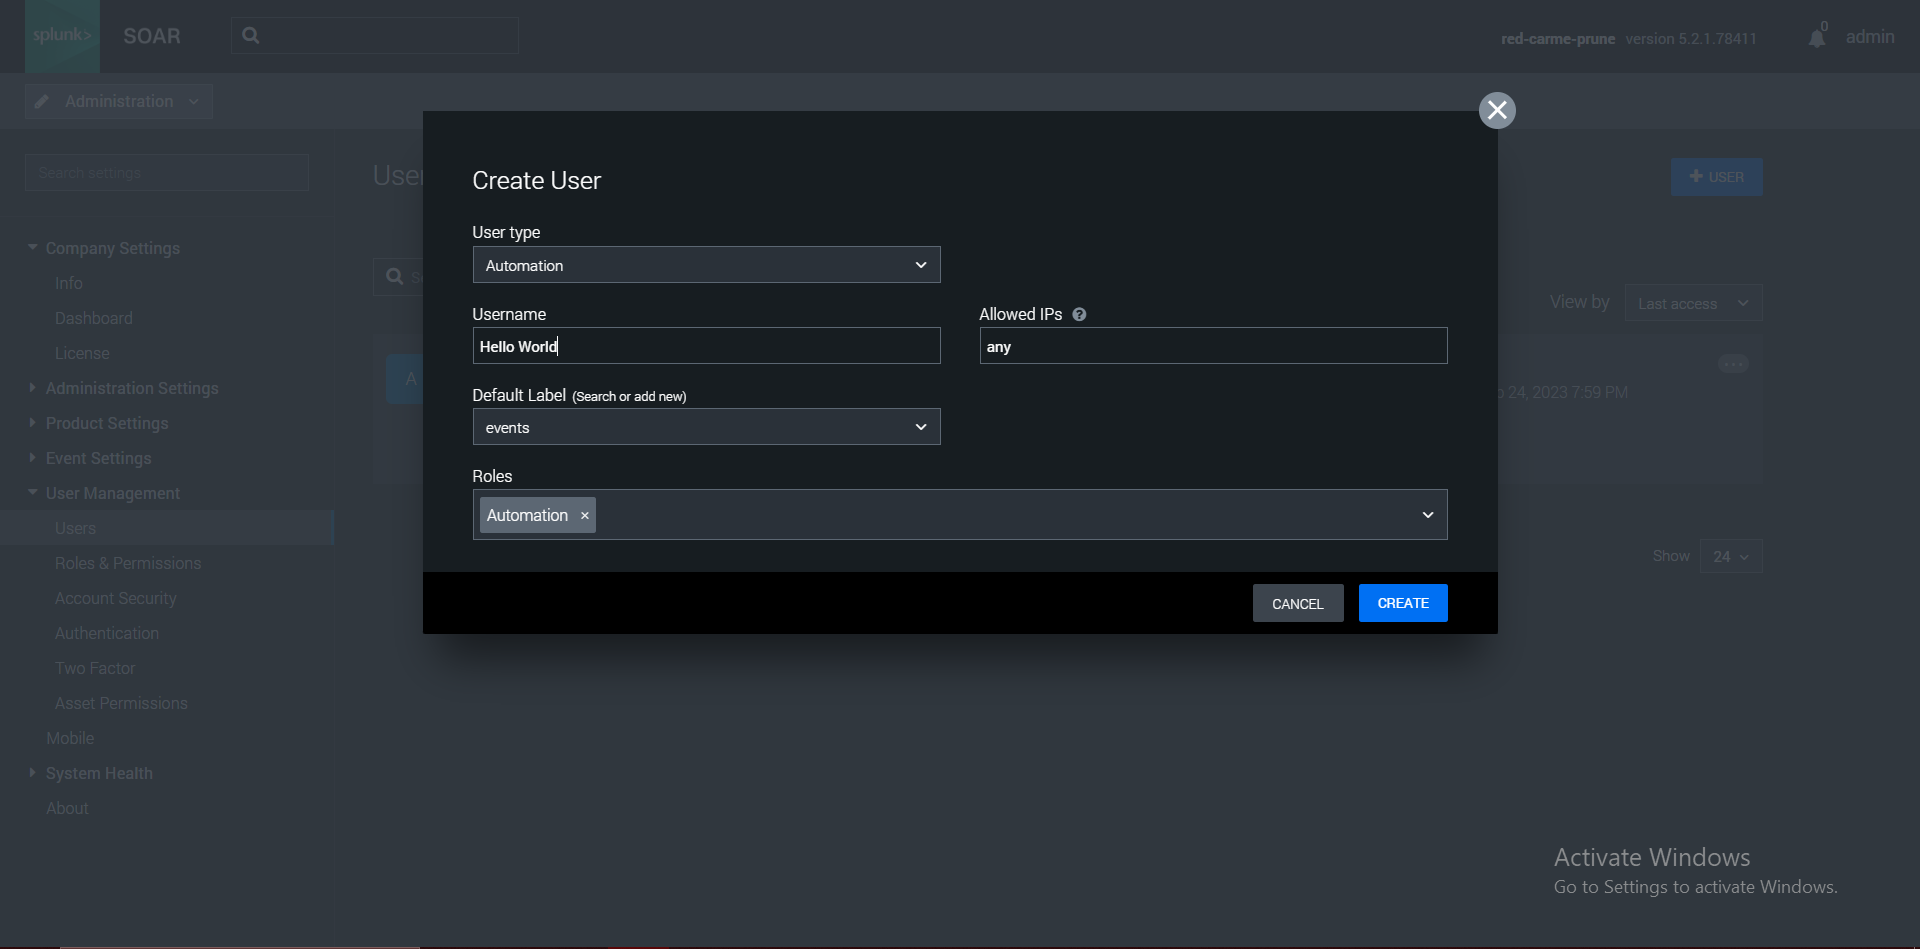 splunk>
SOAR
red-carme-prune version 5.2.1.78411
0
admin
Administration
Search settings
Company Settings
Info
Dashboard
License
Administration Settings
Product Settings
Event Settings
User Management
Users
Roles & Permissions
Account Security
Authentication
Two Factor
Asset Permissions
Mobile
System Health
About
+ USER
View by
Last access
A
24, 2023 7:59 PM
Show
24
Create User
User type
Automation
Username
Hello World
Allowed IPs ?
any
Default Label (Search or add new)
events
Roles
Automation ×
CANCEL
CREATE
Activate Windows
Go to Settings to activate Windows.